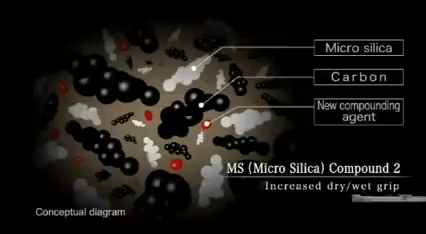 Micro silica
Carbon
New compounding
agent
MS (Micro Silica) Compound 2
Increased dry/wet grip
Conceptual diagram